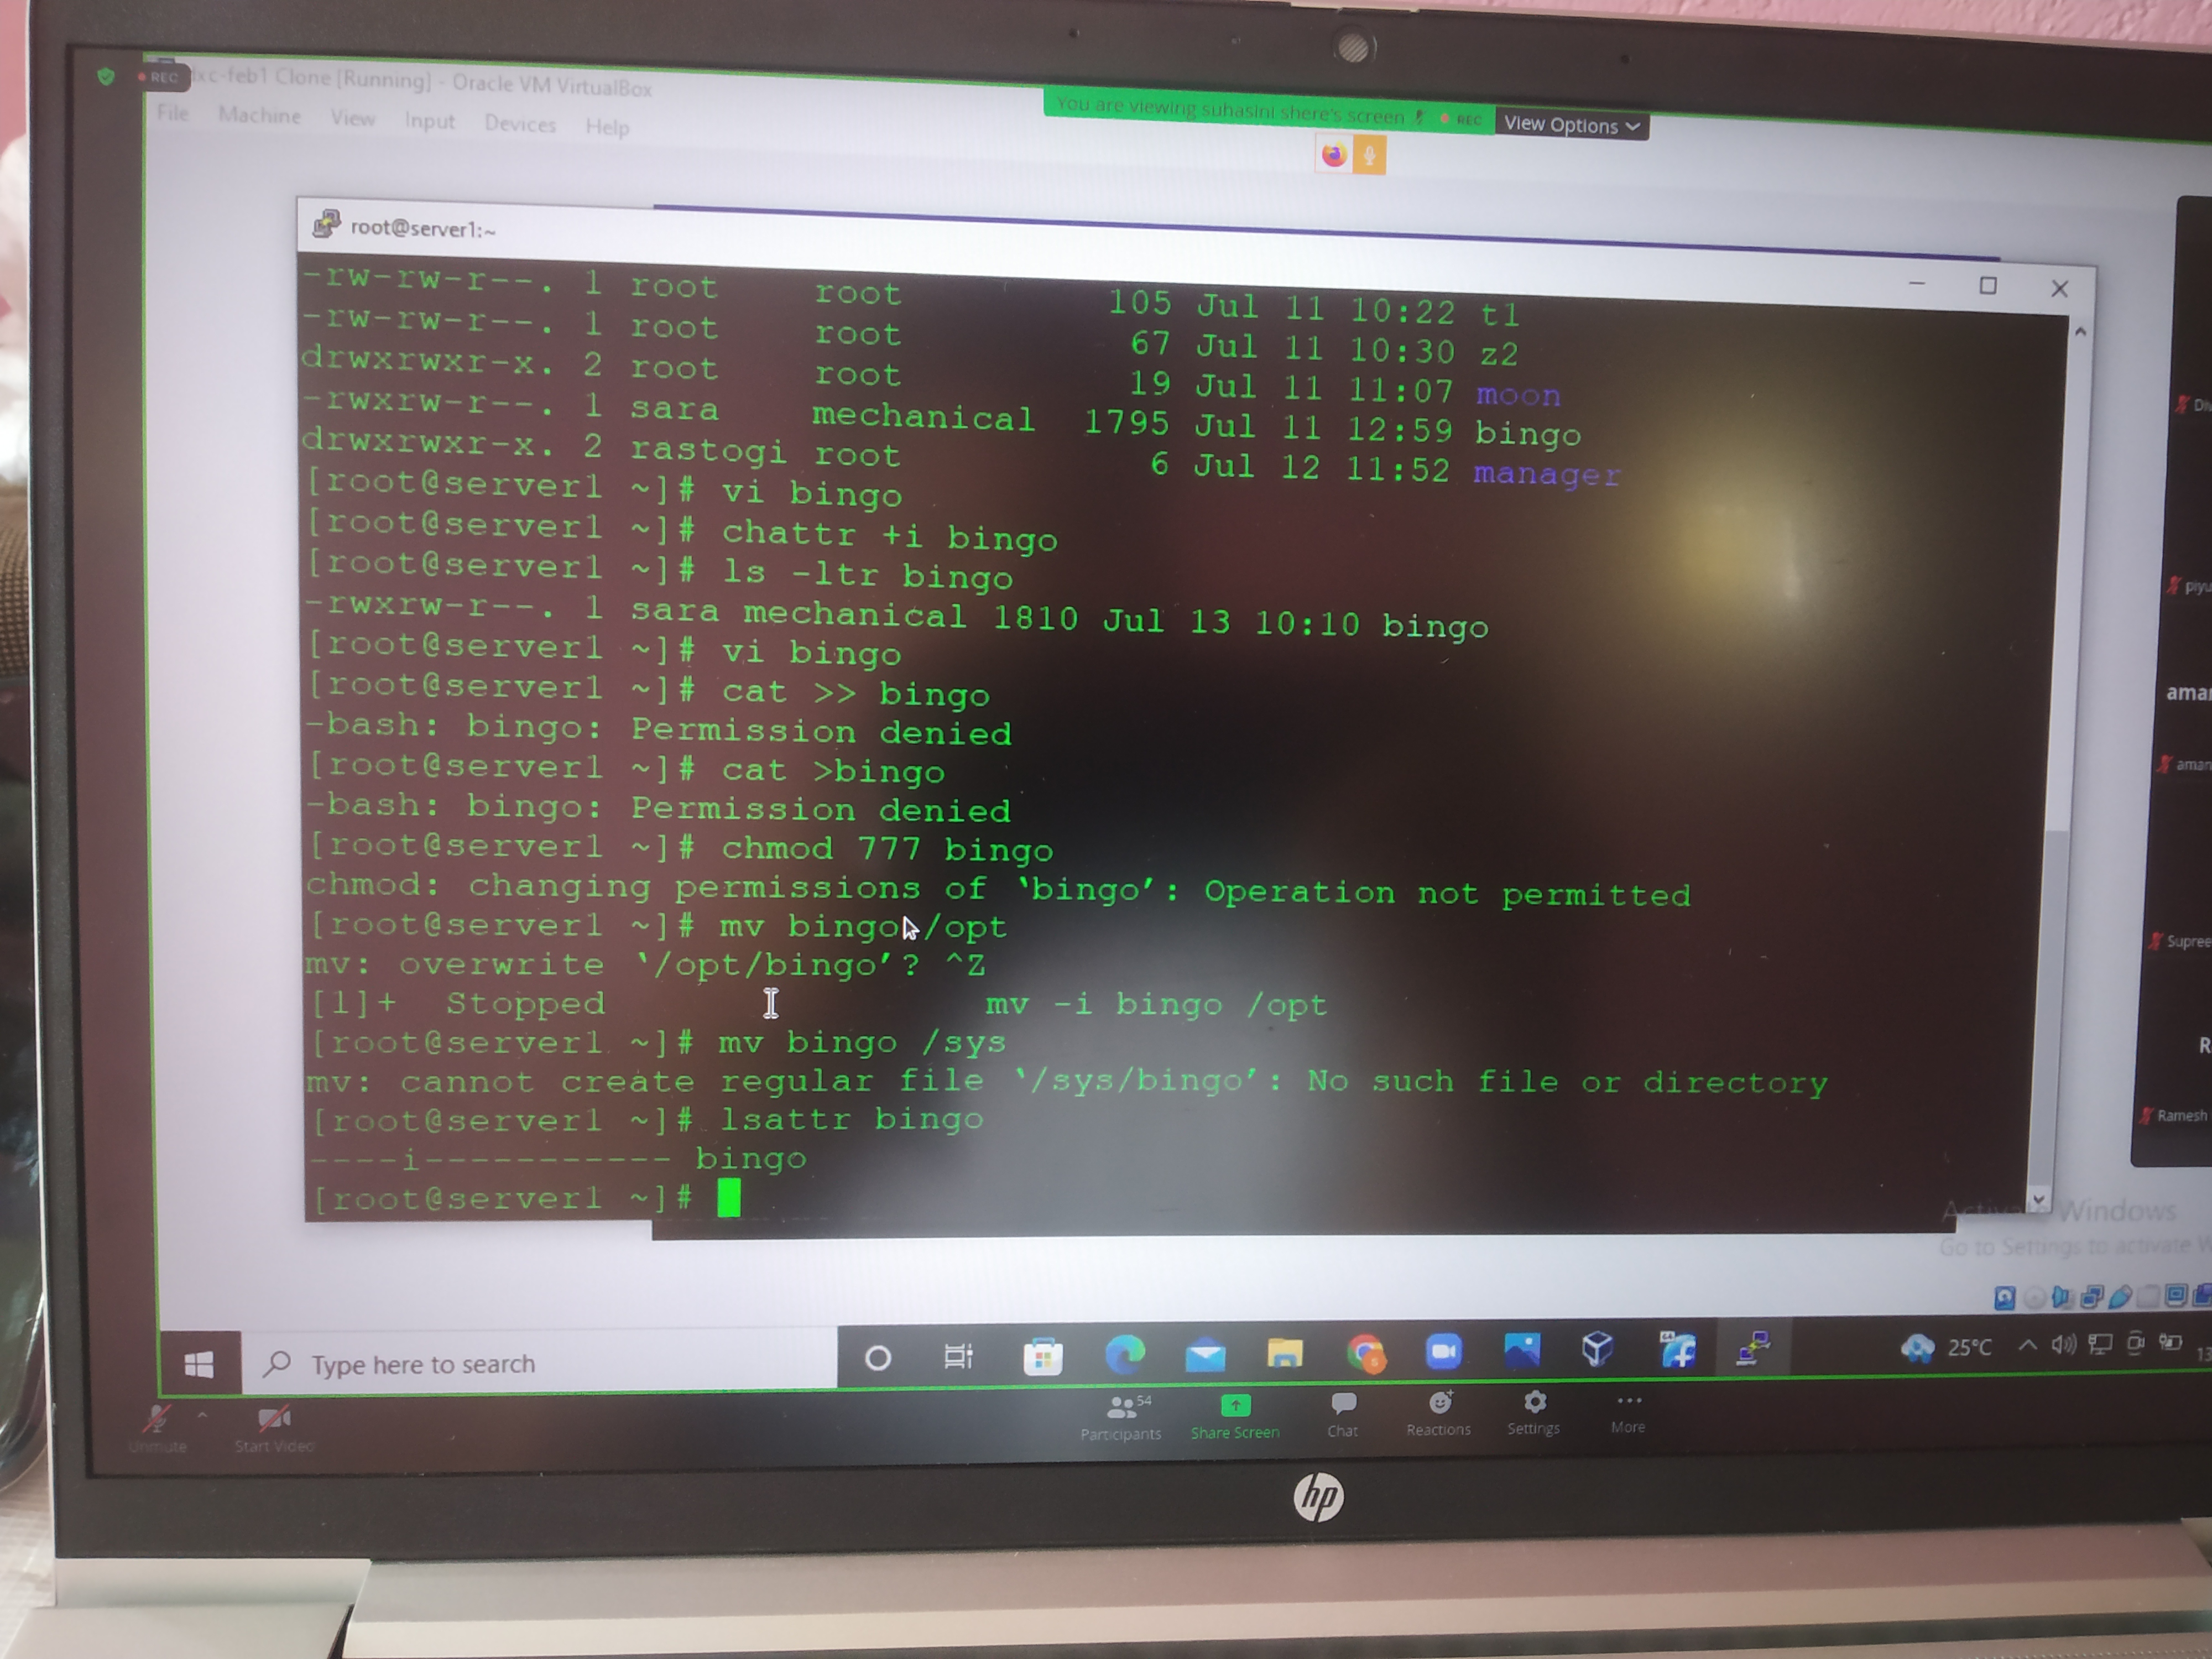 REC
xc-feb1 Clone [Running] - Oracle VM VirtualBox
File Machine View Input Devices Help
You are viewing suhasini shere's screen REC View Options
root@server1:~
-rw-rw-r--. 1 root root 105 Jul 11 10:22 t1
-rw-rw-r--. 1 root root 67 Jul 11 10:30 z2
drwxrwxr-x. 2 root root 19 Jul 11 11:07 moon
-rwxrw-r--. 1 sara mechanical 1795 Jul 11 12:59 bingo
drwxrwxr-x. 2 rastogi root 6 Jul 12 11:52 manager
[root@server1 ~]# vi bingo
[root@server1 ~]# chattr +i bingo
[root@server1 ~]# ls -ltr bingo
-rwxrw-r--. 1 sara mechanical 1810 Jul 13 10:10 bingo
[root@server1 ~]# vi bingo
[root@server1 ~]# cat >> bingo
-bash: bingo: Permission denied
[root@server1 ~]# cat >bingo
-bash: bingo: Permission denied
[root@server1 ~]# chmod 777 bingo
chmod: changing permissions of ‘bingo’: Operation not permitted
[root@server1 ~]# mv bingo /opt
mv: overwrite ‘/opt/bingo’? ^Z
[1]+ Stopped mv -i bingo /opt
[root@server1 ~]# mv bingo /sys
mv: cannot create regular file ‘/sys/bingo’: No such file or directory
[root@server1 ~]# lsattr bingo
----i----------- bingo
[root@server1 ~]#
piyu
amar
aman
Supree
R
Ramesh
Activate Windows
Go to Settings to activate W
Type here to search
64
25°C
13
Unmute Start Video 54 Participants Share Screen Chat Reactions Settings More
hp